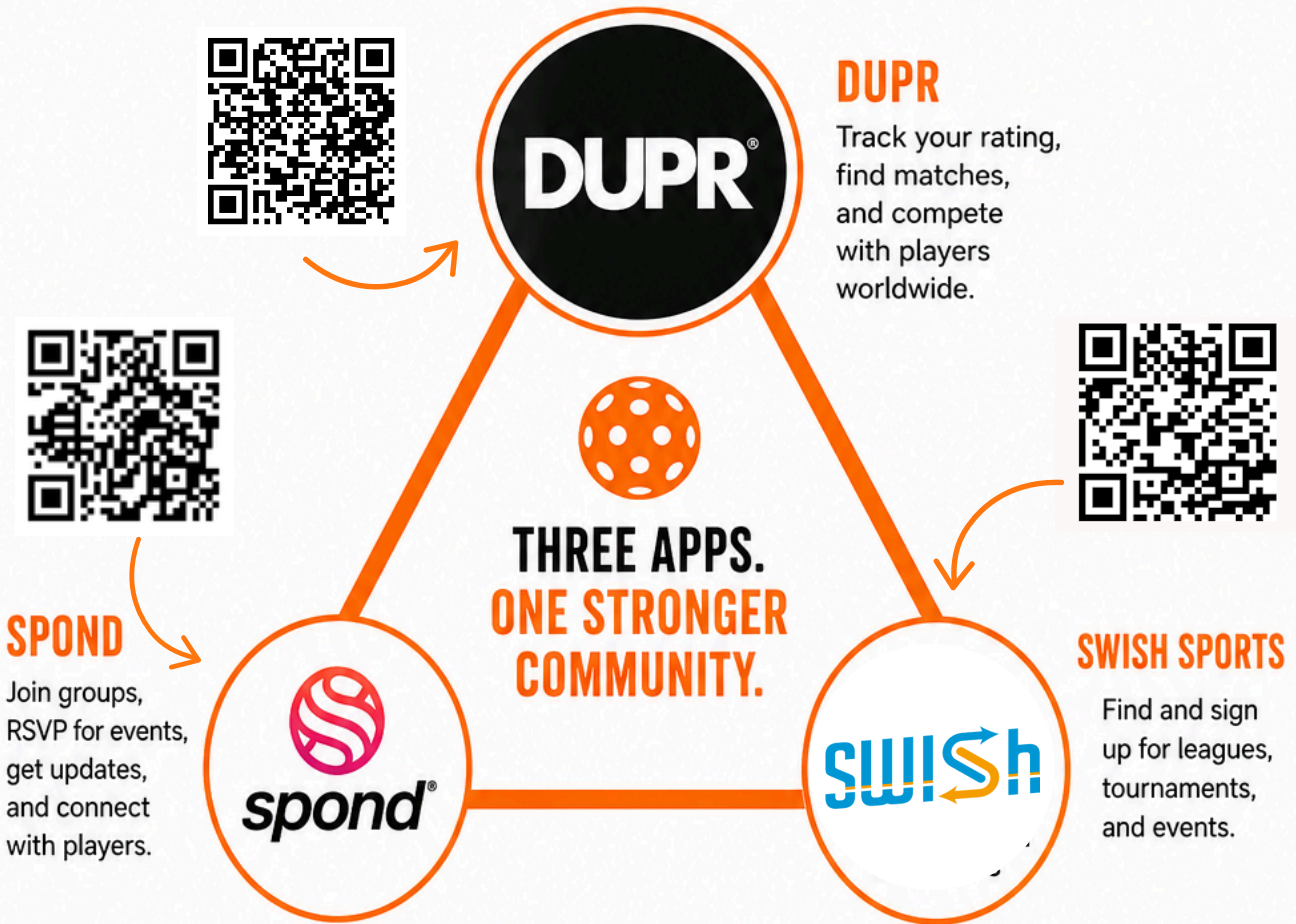 DUPR®
DUPR
Track your rating,
find matches,
and compete
with players
worldwide.
THREE APPS.
ONE STRONGER
COMMUNITY.
SPOND
Join groups,
RSVP for events,
get updates,
and connect
with players.
spond®
swish
SWISH SPORTS
Find and sign
up for leagues,
tournaments,
and events.